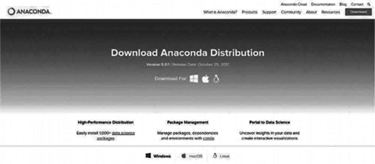 Anaconda Cloud Documentation Blog Contact
ANACONDA
What is Anaconda? Products Support Community About Resources Download
Download Anaconda Distribution
Version 5.0.1 Release Date: October 25, 2017
Download For:
High-Performance Distribution Package Management Portal to Data Science
Easily install 1,000+ data science Manage packages, dependencies Uncover insights in your data and
packages and environments with conda create interactive visualizations
Windows macOS Linux